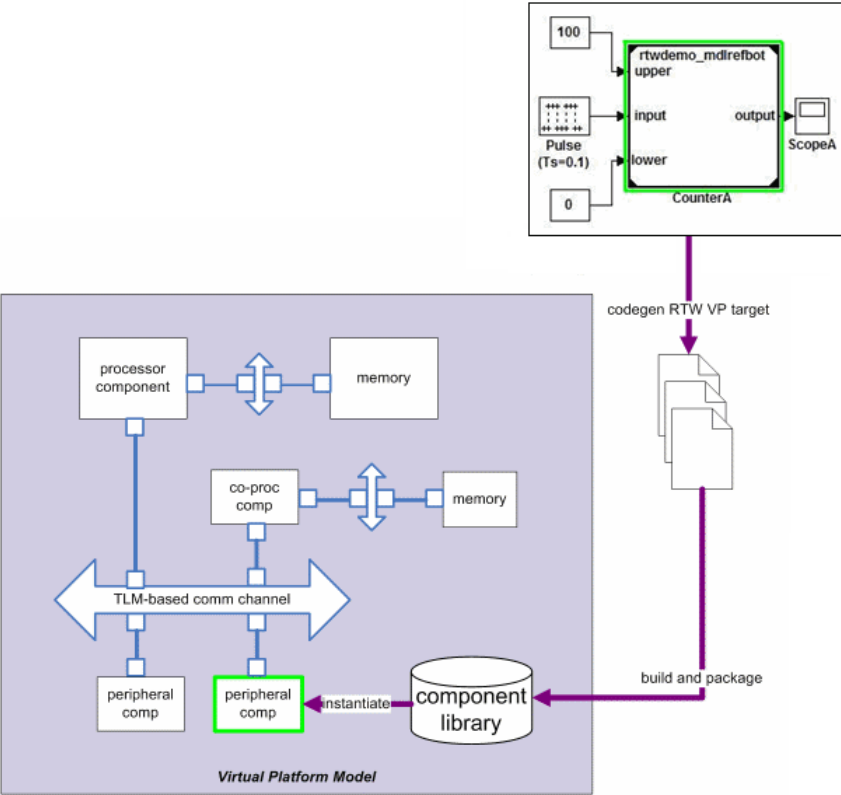 100
rtwdemo_mdlrefbot
upper
input
output
Pulse
(Ts=0.1)
lower
ScopeA
0
CounterA
codegen RTW VP target
processor
component
memory
co-proc
comp
memory
TLM-based comm channel
peripheral
comp
peripheral
comp
instantiate
component
library
build and package
Virtual Platform Model